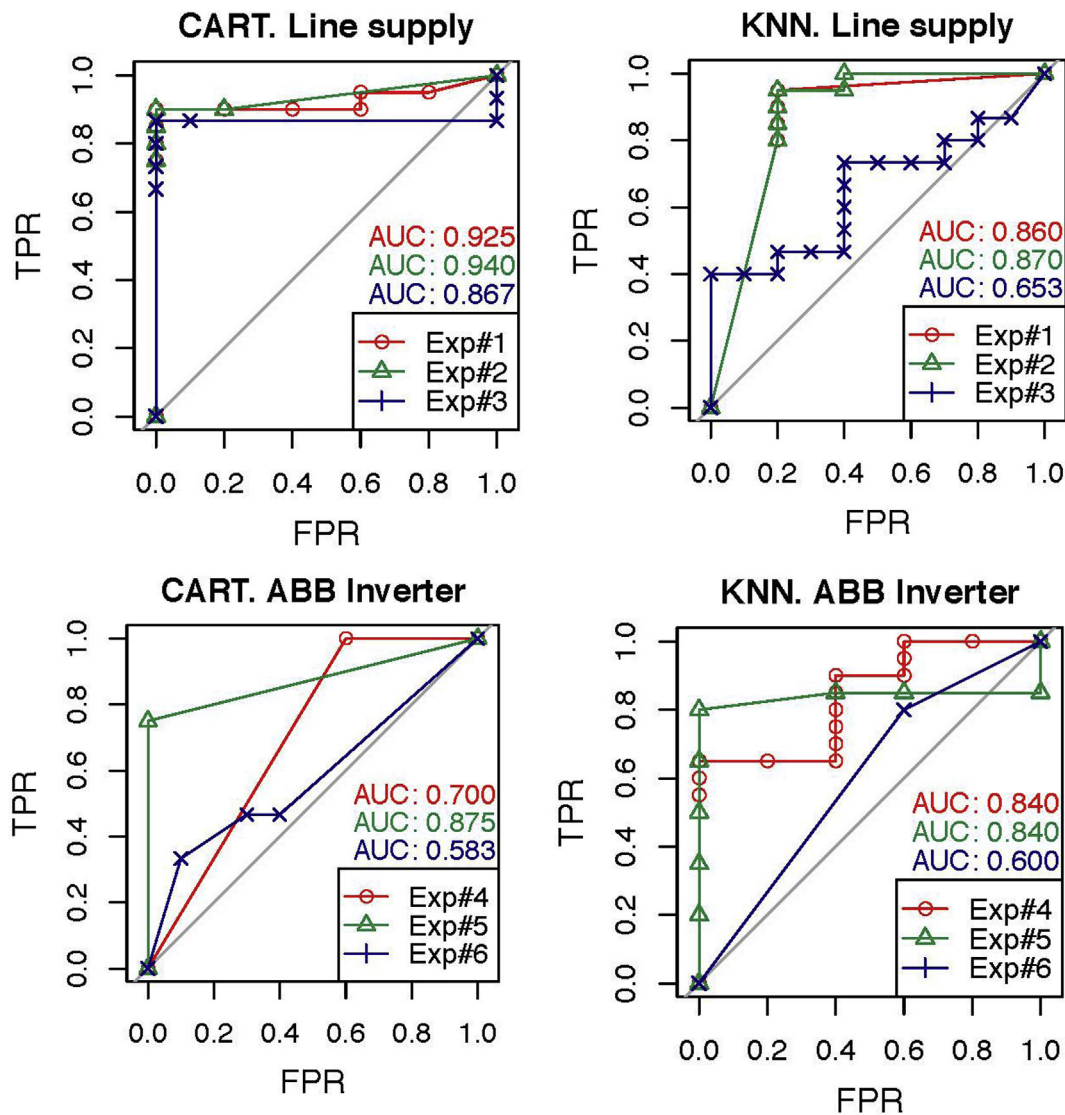 CART. Line supply
TPR
0.0 0.2 0.4 0.6 0.8 1.0
AUC: 0.925
AUC: 0.940
AUC: 0.867
Exp#1
Exp#2
Exp#3
0.0 0.2 0.4 0.6 0.8 1.0
FPR
KNN. Line supply
TPR
0.0 0.2 0.4 0.6 0.8 1.0
AUC: 0.860
AUC: 0.870
AUC: 0.653
Exp#1
Exp#2
Exp#3
0.0 0.2 0.4 0.6 0.8 1.0
FPR
CART. ABB Inverter
TPR
0.0 0.2 0.4 0.6 0.8 1.0
AUC: 0.700
AUC: 0.875
AUC: 0.583
Exp#4
Exp#5
Exp#6
0.0 0.2 0.4 0.6 0.8 1.0
FPR
KNN. ABB Inverter
TPR
0.0 0.2 0.4 0.6 0.8 1.0
AUC: 0.840
AUC: 0.840
AUC: 0.600
Exp#4
Exp#5
Exp#6
0.0 0.2 0.4 0.6 0.8 1.0
FPR